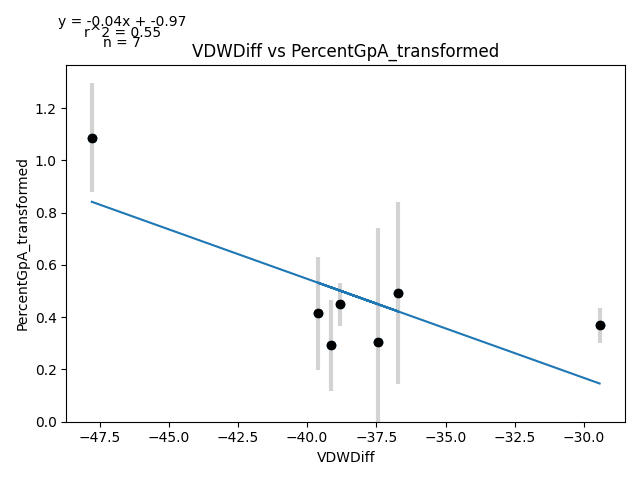 y = -0.04x + -0.97
r^2 = 0.55
n = 7
VDWDiff vs PercentGpA_transformed
1.2
1.0
0.8
0.6
0.4
0.2
0.0
PercentGpA_transformed
−47.5 −45.0 −42.5 −40.0 −37.5 −35.0 −32.5 −30.0
VDWDiff